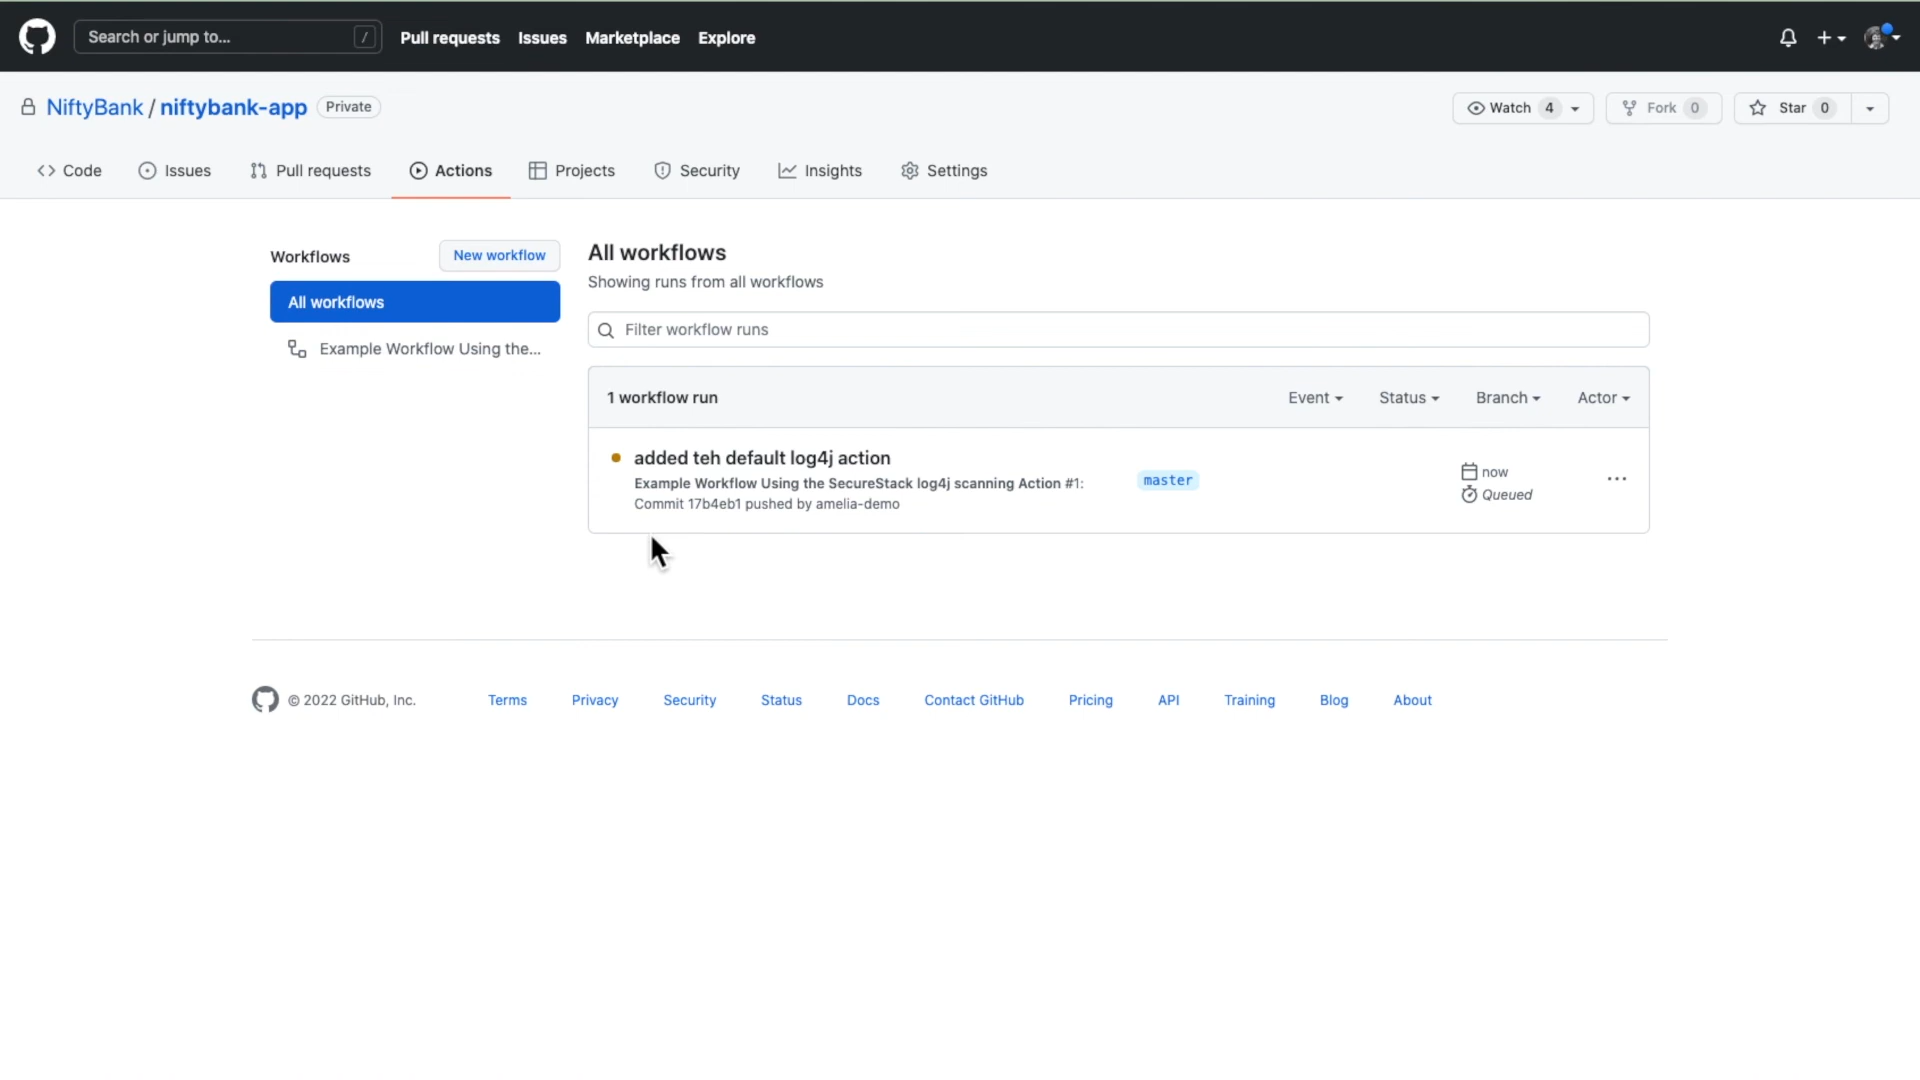 Search or jump to... /
Pull requests Issues Marketplace Explore
NiftyBank / niftybank-app Private
Watch 4 Fork 0 Star 0
Code Issues Pull requests Actions Projects Security Insights Settings
Workflows New workflow
All workflows
Example Workflow Using the...
All workflows
Showing runs from all workflows
Filter workflow runs
1 workflow run Event Status Branch Actor
added teh default log4j action
Example Workflow Using the SecureStack log4j scanning Action #1:
Commit 17b4eb1 pushed by amelia-demo
master
now
Queued
© 2022 GitHub, Inc. Terms Privacy Security Status Docs Contact GitHub Pricing API Training Blog About